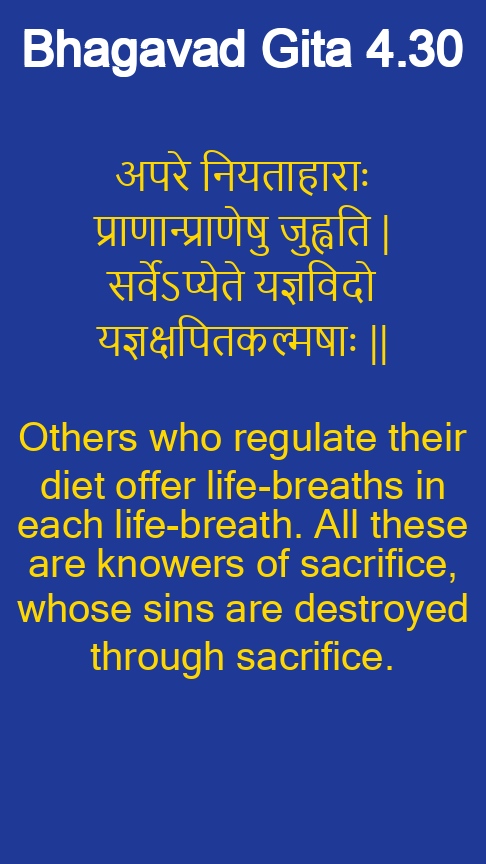 Bhagavad Gita 4.30
अपरे नियताहाराः
प्राणान्प्राणेषु जुह्वति |
सर्वेऽप्येते यज्ञविदो
यज्ञक्षपितकल्मषाः ||
Others who regulate their
diet offer life-breaths in
each life-breath. All these
are knowers of sacrifice,
whose sins are destroyed
through sacrifice.